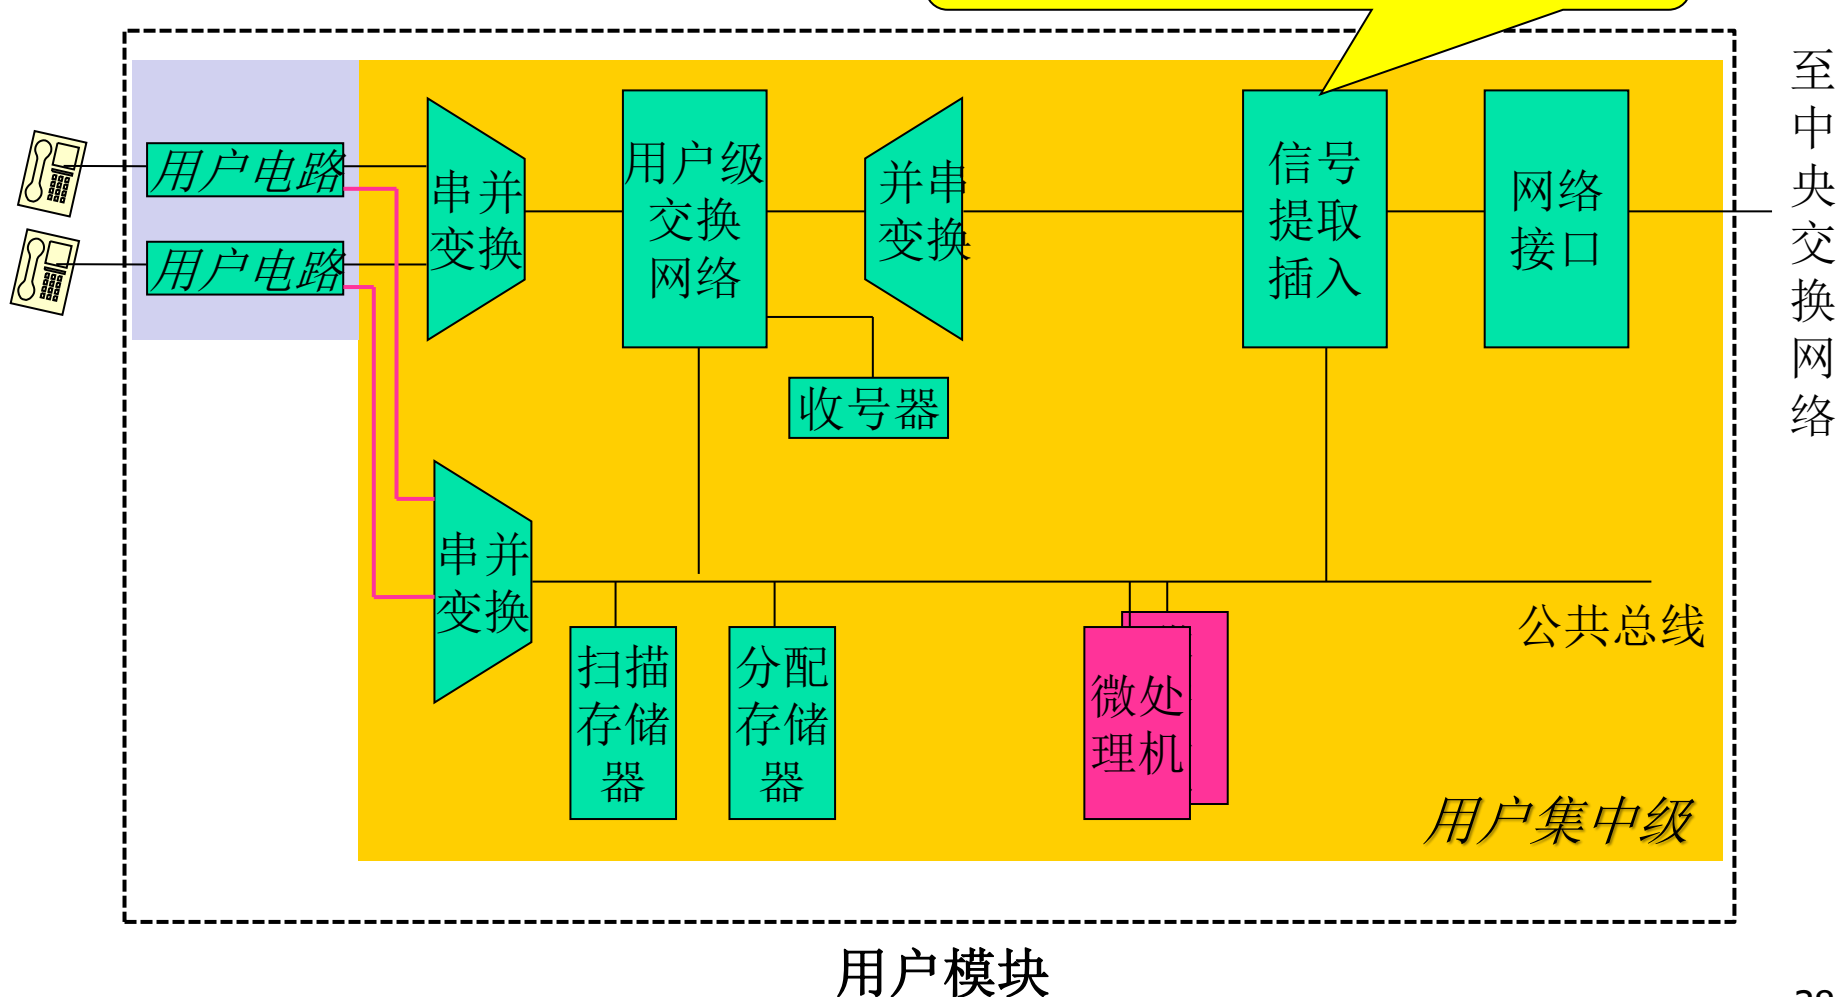 至
中
央
交
换
网
络
用户电路
用户电路
串并
变换
用户级
交换
网络
并串
变换
信号
提取
插入
网络
接口
收号器
串并
变换
扫描
存储
器
分配
存储
器
微处
理机
公共总线
用户集中级
用户模块